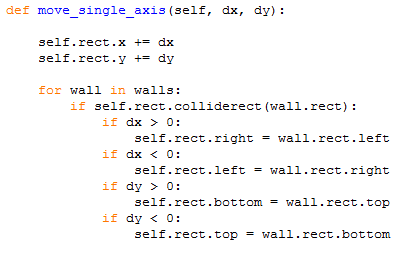 def move_single_axis(self, dx, dy):
self.rect.x += dx
self.rect.y += dy
for wall in walls:
if self.rect.colliderect(wall.rect):
if dx > 0:
self.rect.right = wall.rect.left
if dx < 0:
self.rect.left = wall.rect.right
if dy > 0:
self.rect.bottom = wall.rect.top
if dy < 0:
self.rect.top = wall.rect.bottom